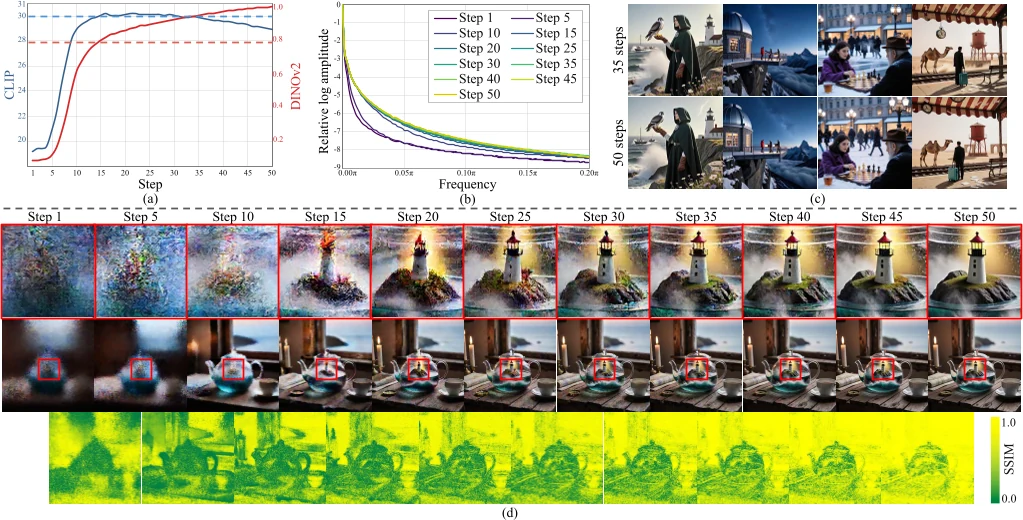 31
30
28
26
24
22
20
CLIP
1.0
0.8
0.6
0.4
0.2
DINOv2
1 5 10 15 20 25 30 35 40 45 50
Step
(a)
0
-1
-2
-3
-4
-5
-6
-7
-8
-9
Relative log amplitude
Step 1 Step 5
Step 10 Step 15
Step 20 Step 25
Step 30 Step 35
Step 40 Step 45
Step 50
0.00π 0.05π 0.10π 0.15π 0.20π
Frequency
(b)
35 steps
50 steps
(c)
Step 1 Step 5 Step 10 Step 15 Step 20 Step 25 Step 30 Step 35 Step 40 Step 45 Step 50
1.0
SSIM
0.0
(d)